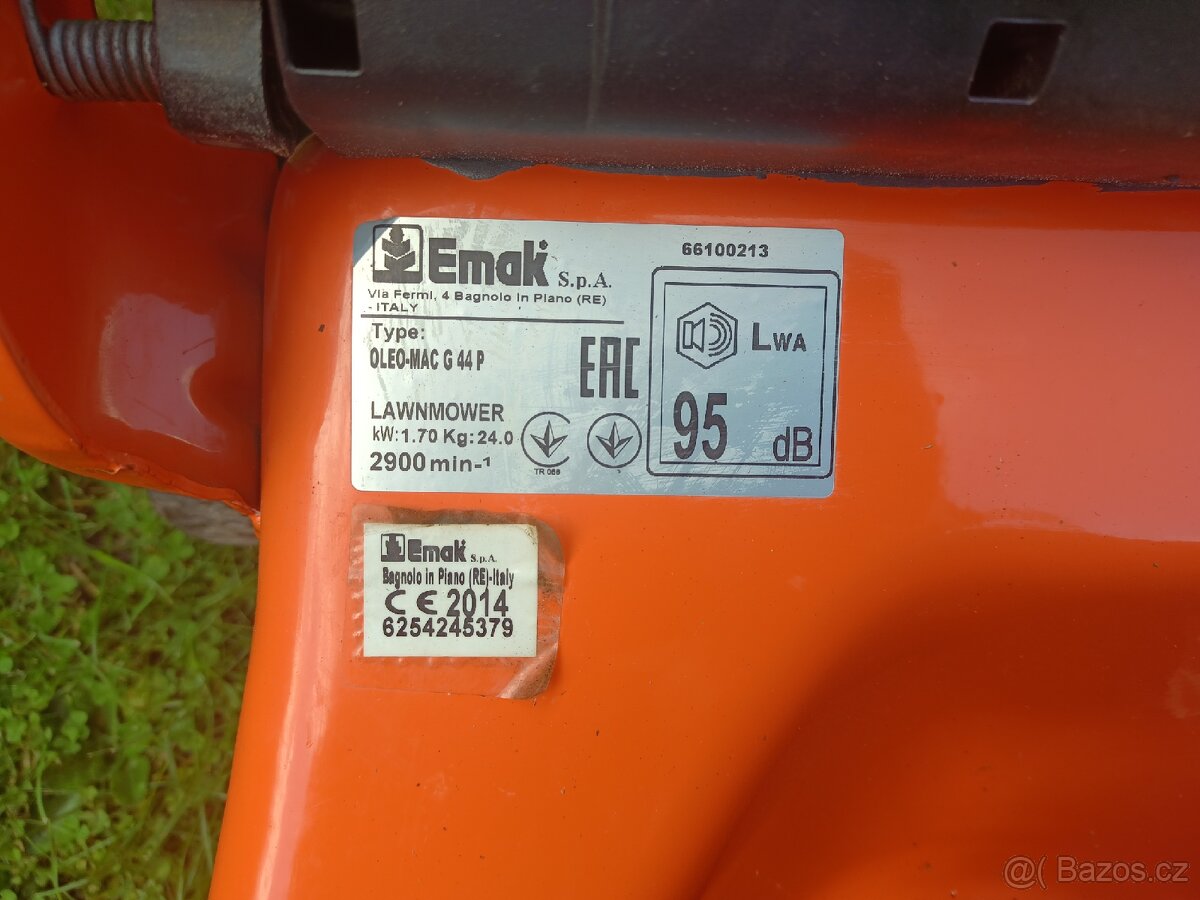 Emak S.p.A.
66100213
Via Fermi, 4 Bagnolo in Piano (RE)
- ITALY
Type:
OLEO-MAC G 44 P
EAC
LWA
95 dB
LAWNMOWER
kW: 1.70 Kg: 24.0
2900 min-¹
TR 089
Emak S.p.A.
Bagnolo in Piano (RE)-Italy
CE 2014
6254245379
@( Bazos.cz